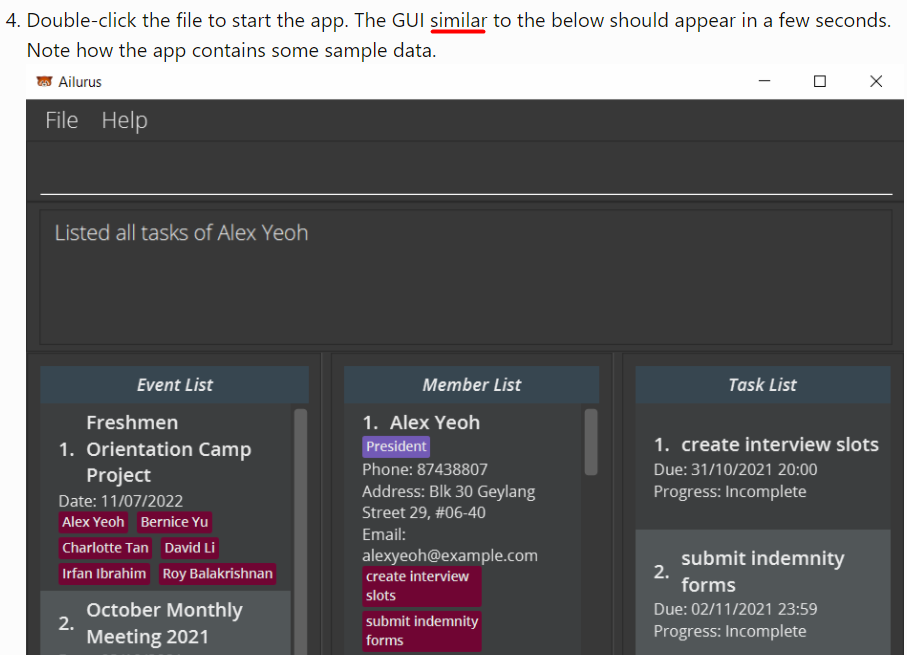 4. Double-click the file to start the app. The GUI similar to the below should appear in a few seconds.
Note how the app contains some sample data.
Ailurus
File Help
Listed all tasks of Alex Yeoh
Event List
Freshmen
1. Orientation Camp
Project
Date: 11/07/2022
Alex Yeoh Bernice Yu
Charlotte Tan David Li
Irfan Ibrahim Roy Balakrishnan
2. October Monthly
Meeting 2021
Member List
1. Alex Yeoh
President
Phone: 87438807
Address: Blk 30 Geylang
Street 29, #06-40
Email:
alexyeoh@example.com
create interview
slots
submit indemnity
forms
Task List
1. create interview slots
Due: 31/10/2021 20:00
Progress: Incomplete
2. submit indemnity
forms
Due: 02/11/2021 23:59
Progress: Incomplete